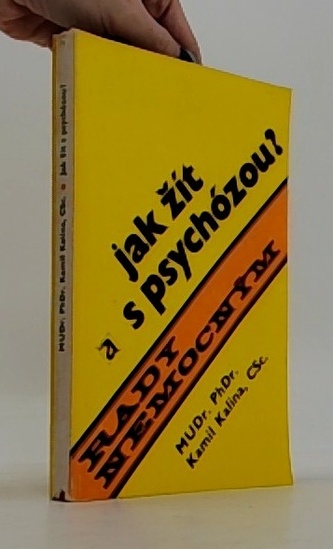 jak žít
a s psychózou?
RADY
NEMOCNÝM
MUDr. PhDr.
Kamil Kalina, CSc.
MUDr. PhDr. Kamil Kalina, CSc. • jak žít s psychózou?